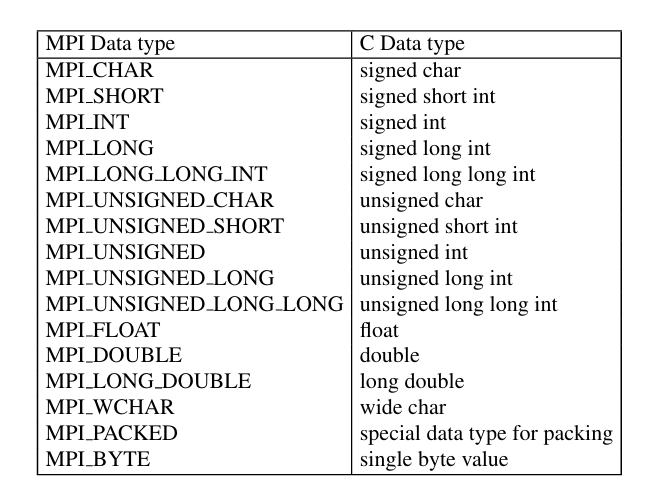 MPI Data type C Data type
MPI_CHAR signed char
MPI_SHORT signed short int
MPI_INT signed int
MPI_LONG signed long int
MPI_LONG_LONG_INT signed long long int
MPI_UNSIGNED_CHAR unsigned char
MPI_UNSIGNED_SHORT unsigned short int
MPI_UNSIGNED unsigned int
MPI_UNSIGNED_LONG unsigned long int
MPI_UNSIGNED_LONG_LONG unsigned long long int
MPI_FLOAT float
MPI_DOUBLE double
MPI_LONG_DOUBLE long double
MPI_WCHAR wide char
MPI_PACKED special data type for packing
MPI_BYTE single byte value